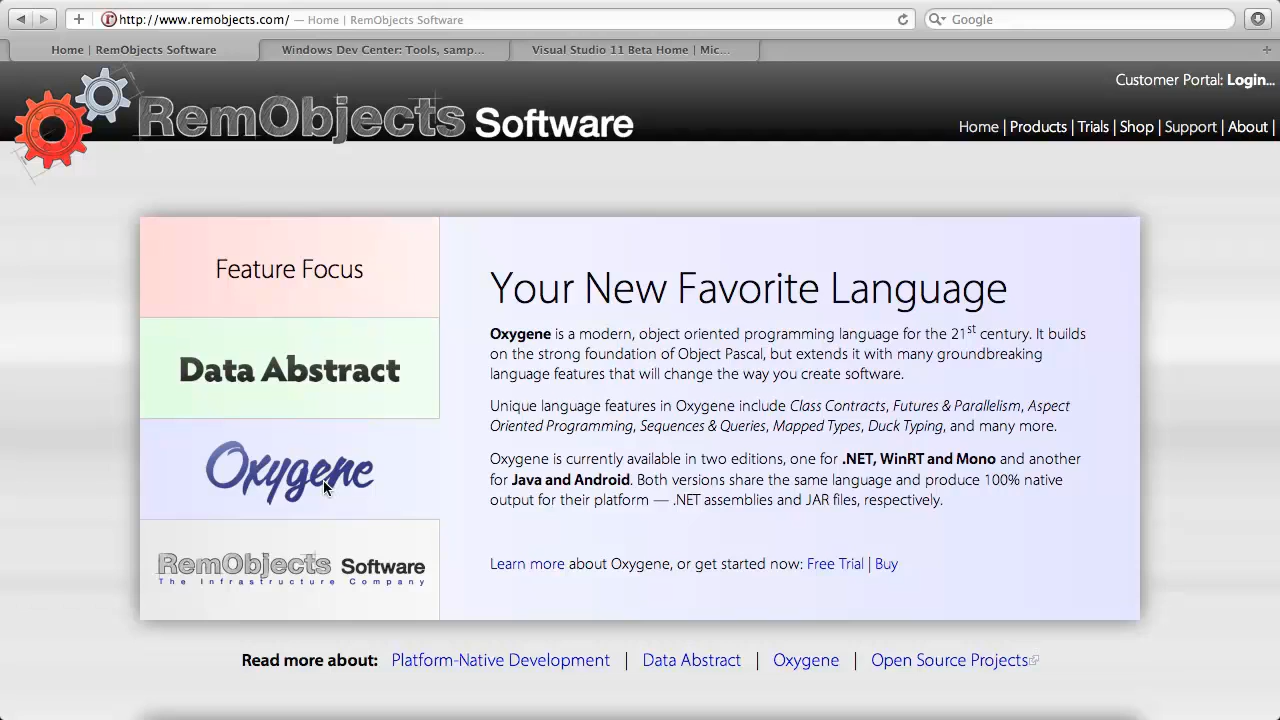 http://www.remobjects.com/ — Home | RemObjects Software
Google
Home | RemObjects Software
Windows Dev Center: Tools, samp...
Visual Studio 11 Beta Home | Mic...
Customer Portal: Login...
RemObjects Software
Home | Products | Trials | Shop | Support | About |
Feature Focus
Data Abstract
Oxygene
RemObjects Software
The Infrastructure Company
Your New Favorite Language
Oxygene is a modern, object oriented programming language for the 21st century. It builds
on the strong foundation of Object Pascal, but extends it with many groundbreaking
language features that will change the way you create software.
Unique language features in Oxygene include Class Contracts, Futures & Parallelism, Aspect
Oriented Programming, Sequences & Queries, Mapped Types, Duck Typing, and many more.
Oxygene is currently available in two editions, one for .NET, WinRT and Mono and another
for Java and Android. Both versions share the same language and produce 100% native
output for their platform — .NET assemblies and JAR files, respectively.
Learn more about Oxygene, or get started now: Free Trial | Buy
Read more about: Platform-Native Development | Data Abstract | Oxygene | Open Source Projects